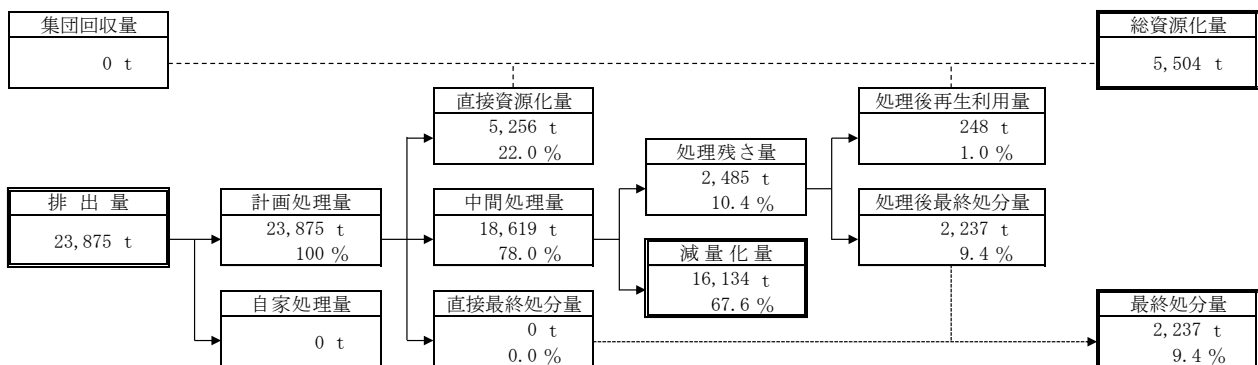 集団回収量
0 t
総資源化量
5,504 t
直接資源化量
5,256 t
22.0 %
処理後再生利用量
248 t
1.0 %
処理残さ量
2,485 t
10.4 %
排 出 量
23,875 t
計画処理量
23,875 t
100 %
中間処理量
18,619 t
78.0 %
処理後最終処分量
2,237 t
9.4 %
減 量 化 量
16,134 t
67.6 %
自家処理量
0 t
直接最終処分量
0 t
0.0 %
最終処分量
2,237 t
9.4 %